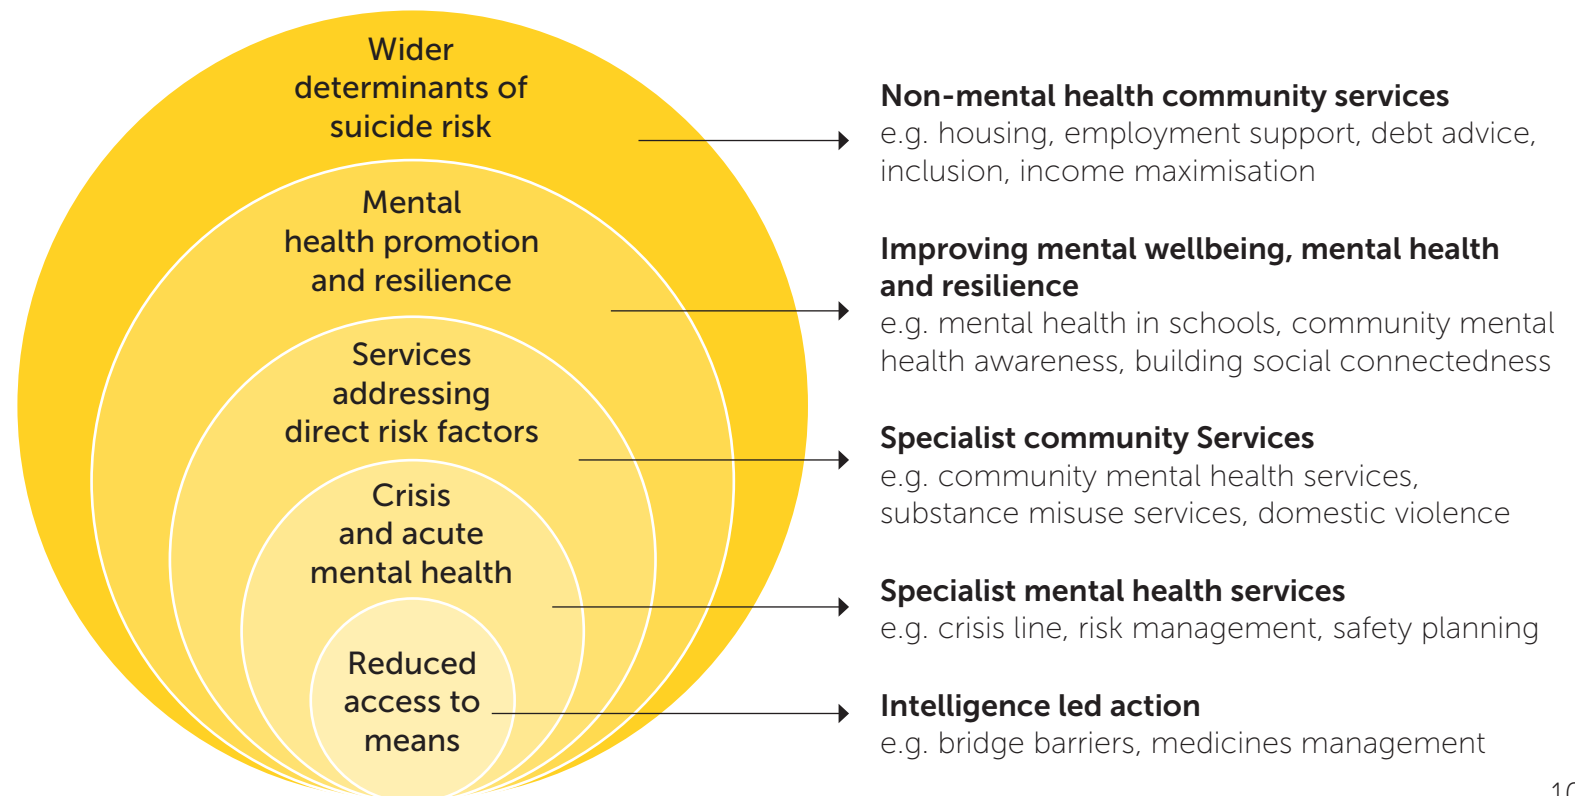 Wider
determinants of
suicide risk
Mental
health promotion
and resilience
Services
addressing
direct risk factors
Crisis
and acute
mental health
Reduced
access to
means
Non-mental health community services
e.g. housing, employment support, debt advice,
inclusion, income maximisation
Improving mental wellbeing, mental health
and resilience
e.g. mental health in schools, community mental
health awareness, building social connectedness
Specialist community Services
e.g. community mental health services,
substance misuse services, domestic violence
Specialist mental health services
e.g. crisis line, risk management, safety planning
Intelligence led action
e.g. bridge barriers, medicines management